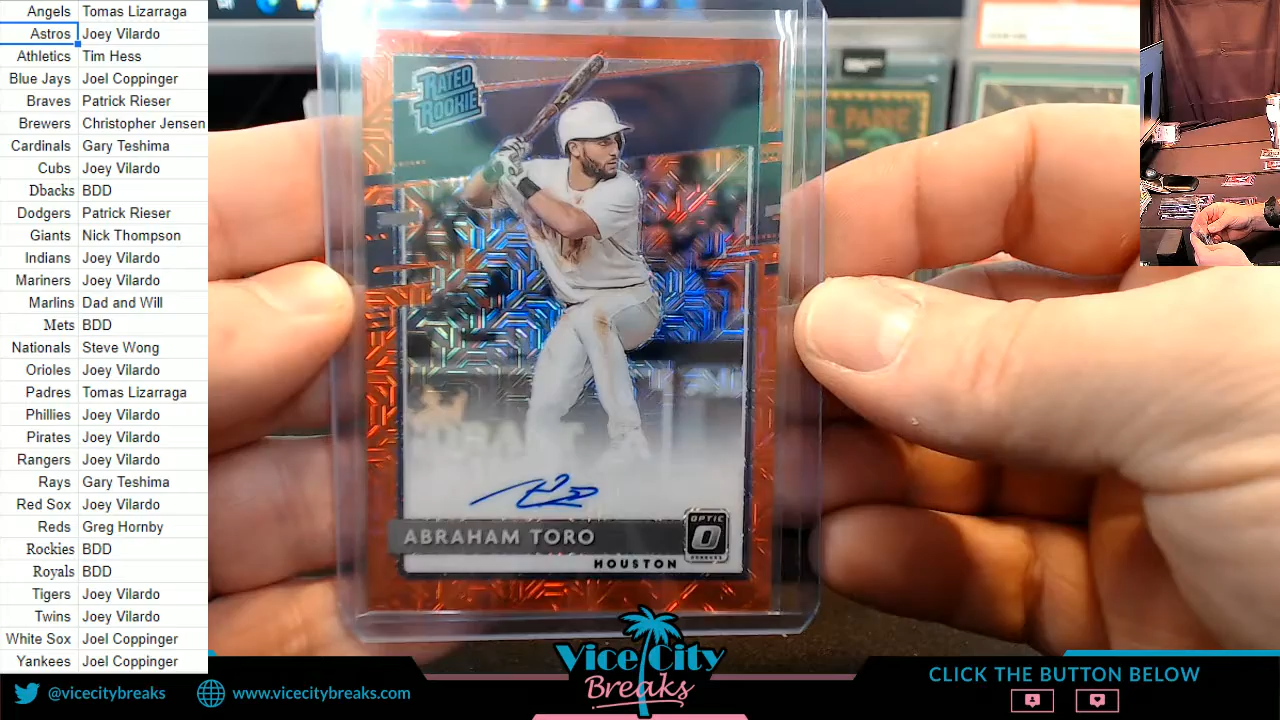 Angels Tomas Lizarraga
Astros Joey Vilardo
Athletics Tim Hess
Blue Jays Joel Coppinger
Braves Patrick Rieser
Brewers Christopher Jensen
Cardinals Gary Teshima
Cubs Joey Vilardo
Dbacks BDD
Dodgers Patrick Rieser
Giants Nick Thompson
Indians Joey Vilardo
Mariners Joey Vilardo
Marlins Dad and Will
Mets BDD
Nationals Steve Wong
Orioles Joey Vilardo
Padres Tomas Lizarraga
Phillies Joey Vilardo
Pirates Joey Vilardo
Rangers Joey Vilardo
Rays Gary Teshima
Red Sox Joey Vilardo
Reds Greg Hornby
Rockies BDD
Royals BDD
Tigers Joey Vilardo
Twins Joey Vilardo
White Sox Joel Coppinger
Yankees Joel Coppinger
RATED
ROOKIE
ABRAHAM TORO
OPTIC
HOUSTON
@vicecitybreaks
www.vicecitybreaks.com
Vice City
Breaks
CLICK THE BUTTON BELOW